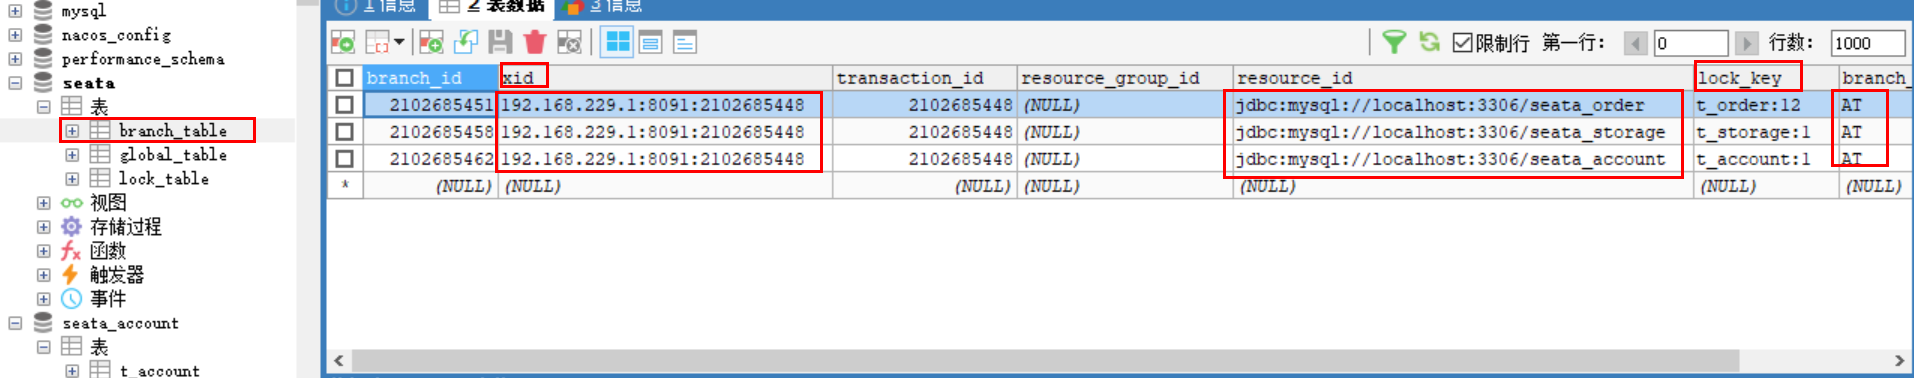 mysql
nacos_config
performance_schema
seata
表
branch_table
global_table
lock_table
视图
存储过程
函数
触发器
事件
seata_account
表
t_account
1 信息 2 表数据 3 信息
限制行 第一行: 0 行数: 1000
branch_id xid transaction_id resource_group_id resource_id lock_key branch_
2102685451 192.168.229.1:8091:2102685448 2102685448 (NULL) jdbc:mysql://localhost:3306/seata_order t_order:12 AT
2102685458 192.168.229.1:8091:2102685448 2102685448 (NULL) jdbc:mysql://localhost:3306/seata_storage t_storage:1 AT
2102685462 192.168.229.1:8091:2102685448 2102685448 (NULL) jdbc:mysql://localhost:3306/seata_account t_account:1 AT
* (NULL) (NULL) (NULL) (NULL) (NULL) (NULL) (NULL)